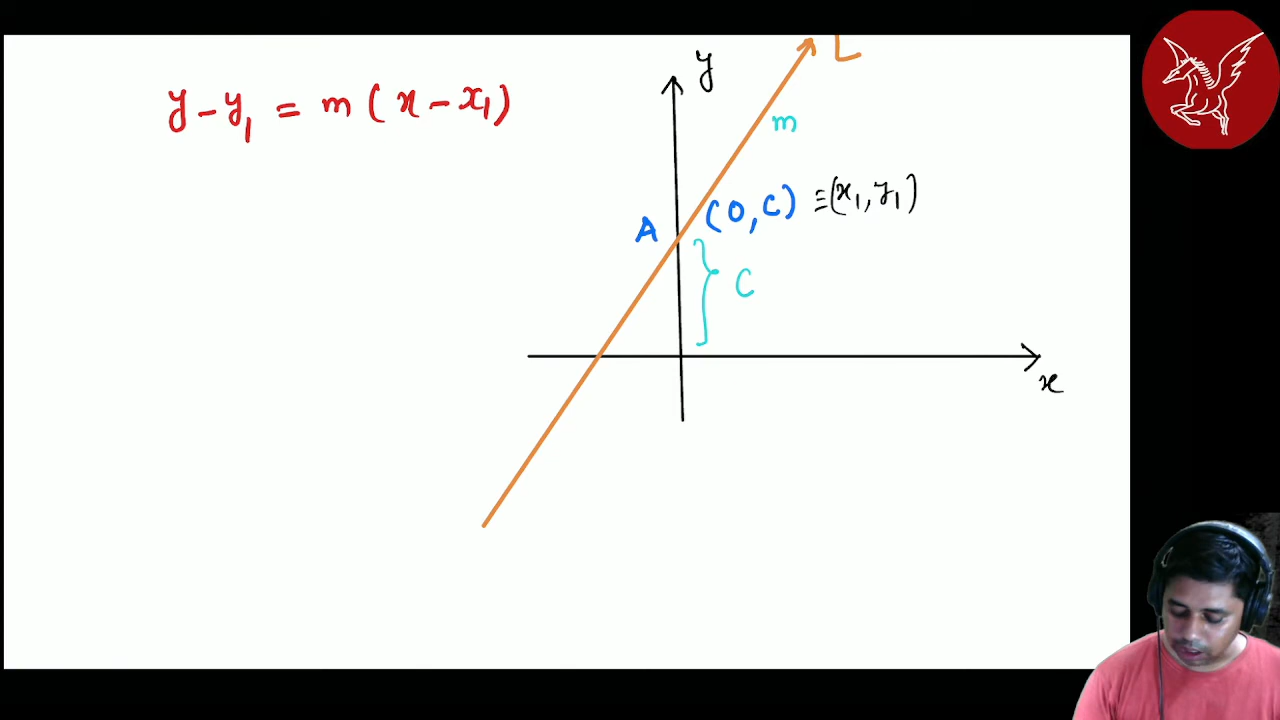 y - y₁ = m ( x - x₁ )
y
L
m
A (0, C) ≡ (x₁, y₁)
C
x